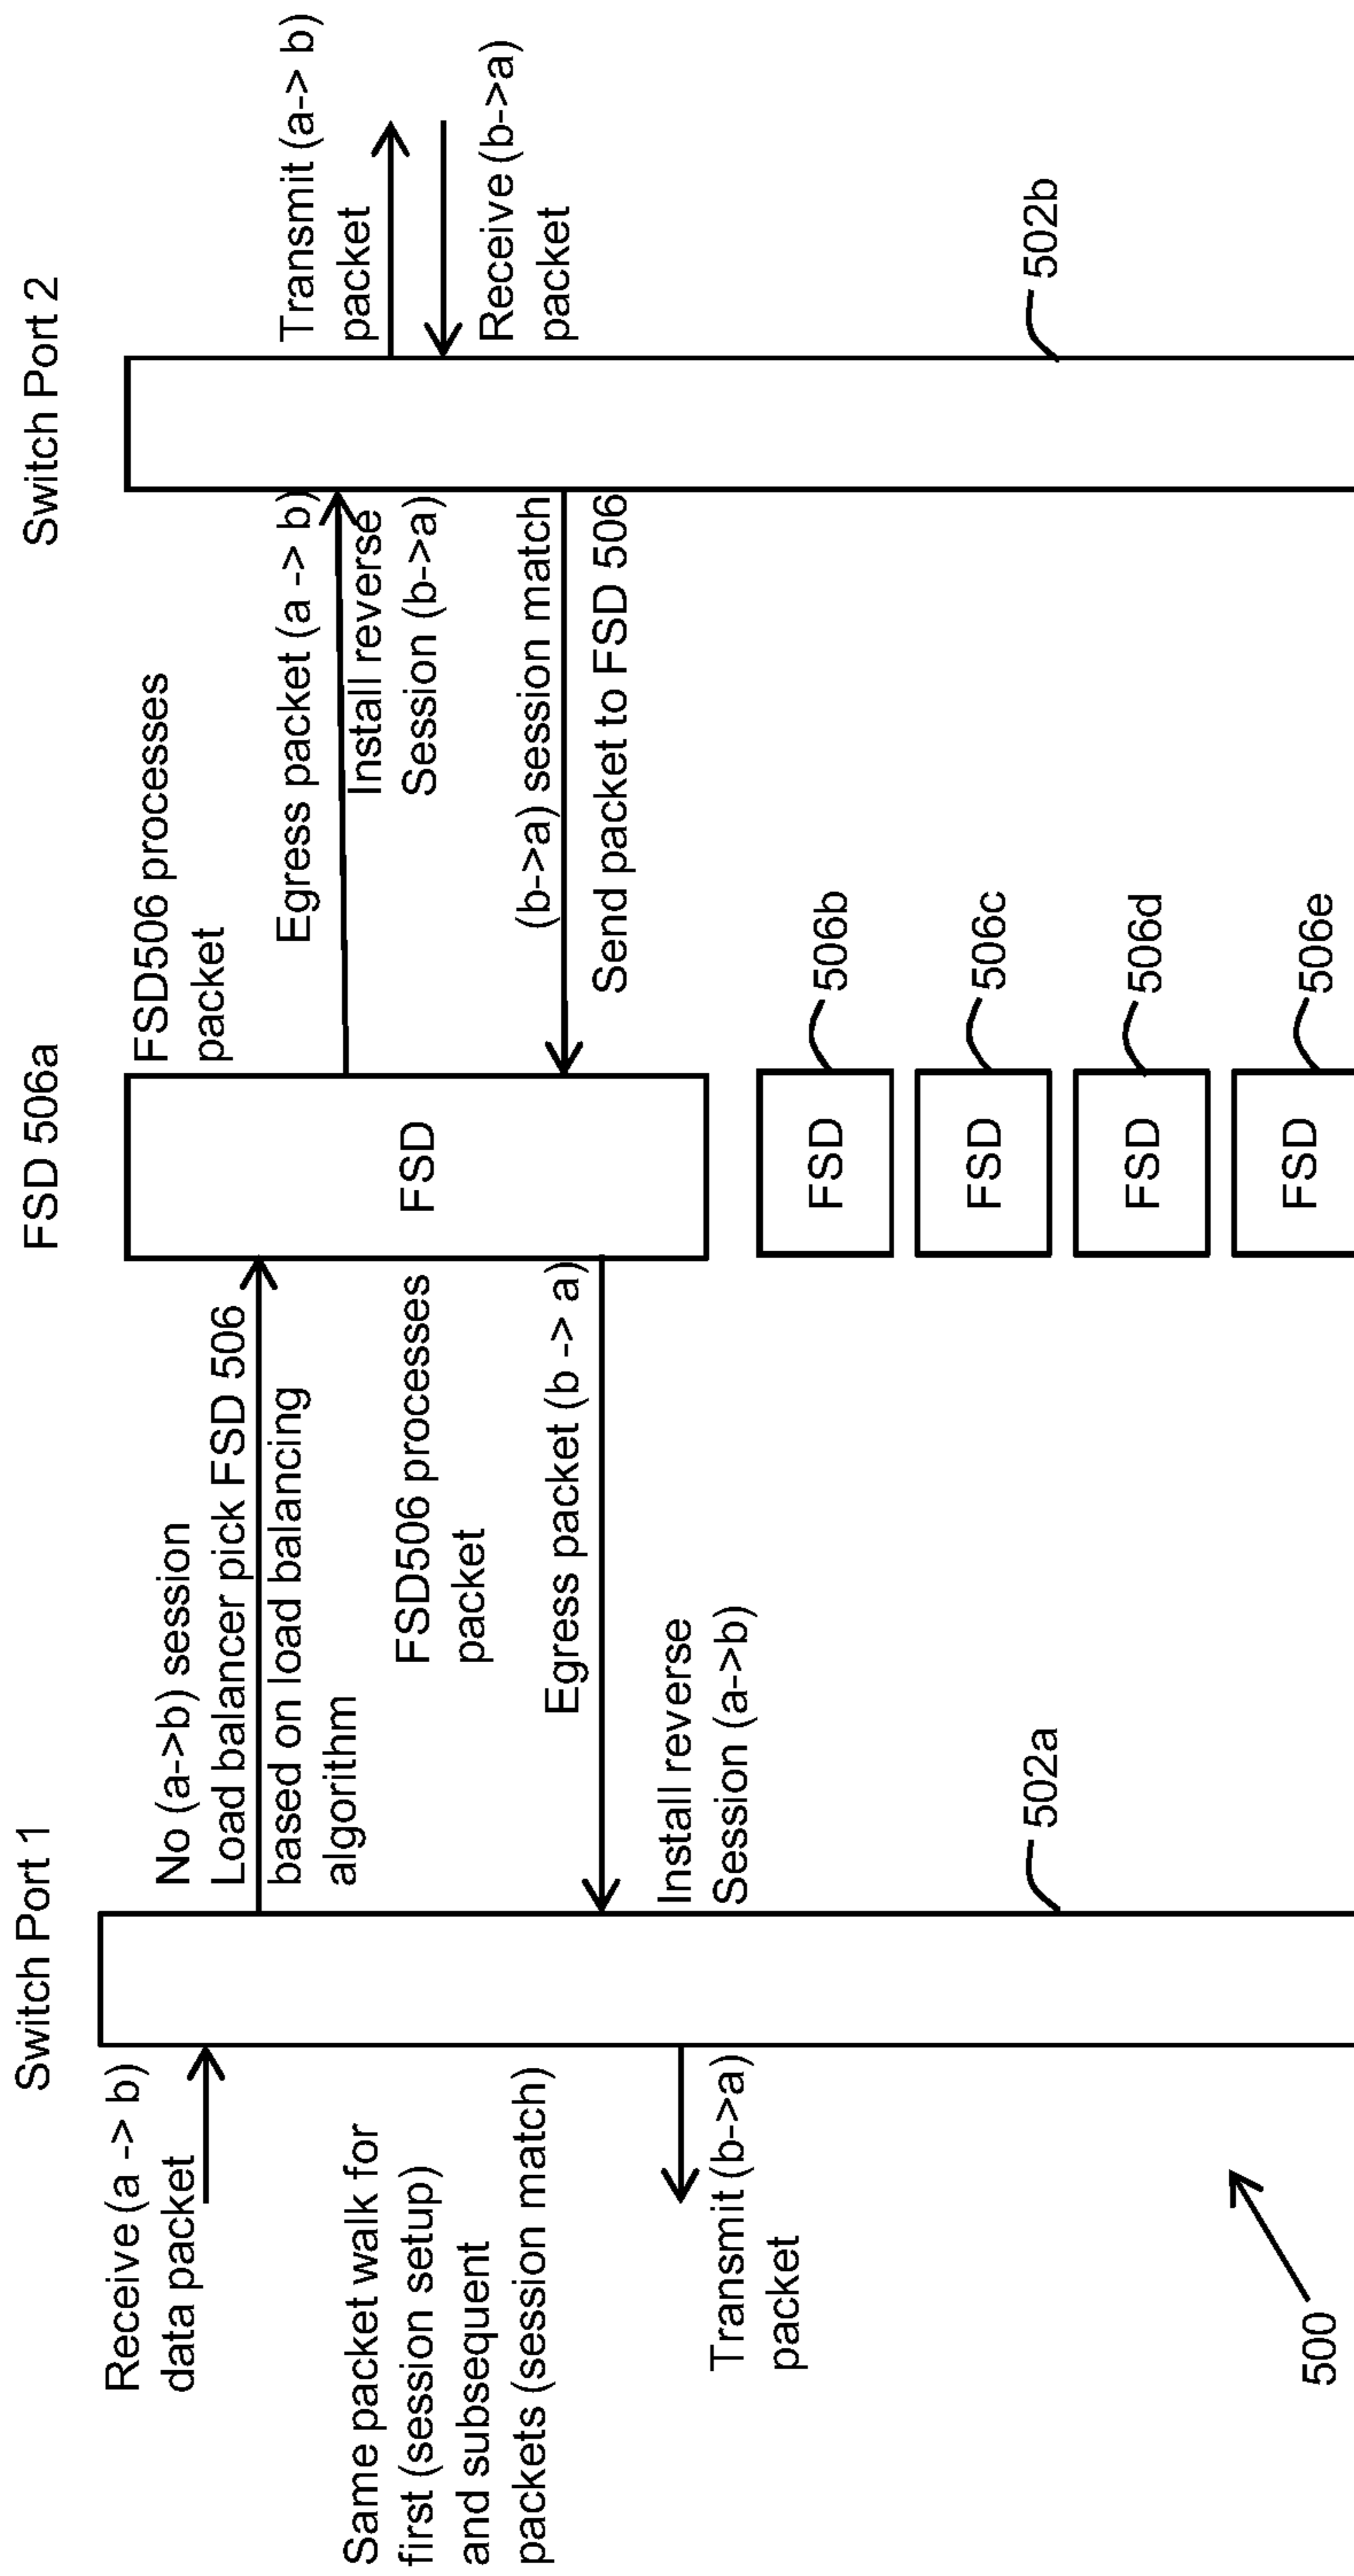 Switch Port 1
FSD 506a
Switch Port 2
Receive (a -> b)
data packet
No (a->b) session
Load balancer pick FSD 506
based on load balancing
algorithm
FSD506 processes
packet
Egress packet (a -> b)
Install reverse
Session (b->a)
Transmit (a-> b)
packet
Receive (b->a)
packet
(b->a) session match
Send packet to FSD 506
FSD
FSD506 processes
packet
Egress packet (b -> a)
Install reverse
Session (a->b)
Same packet walk for
first (session setup)
and subsequent
packets (session match)
Transmit (b->a)
packet
FSD
506b
FSD
506c
FSD
506d
FSD
506e
502a
502b
500